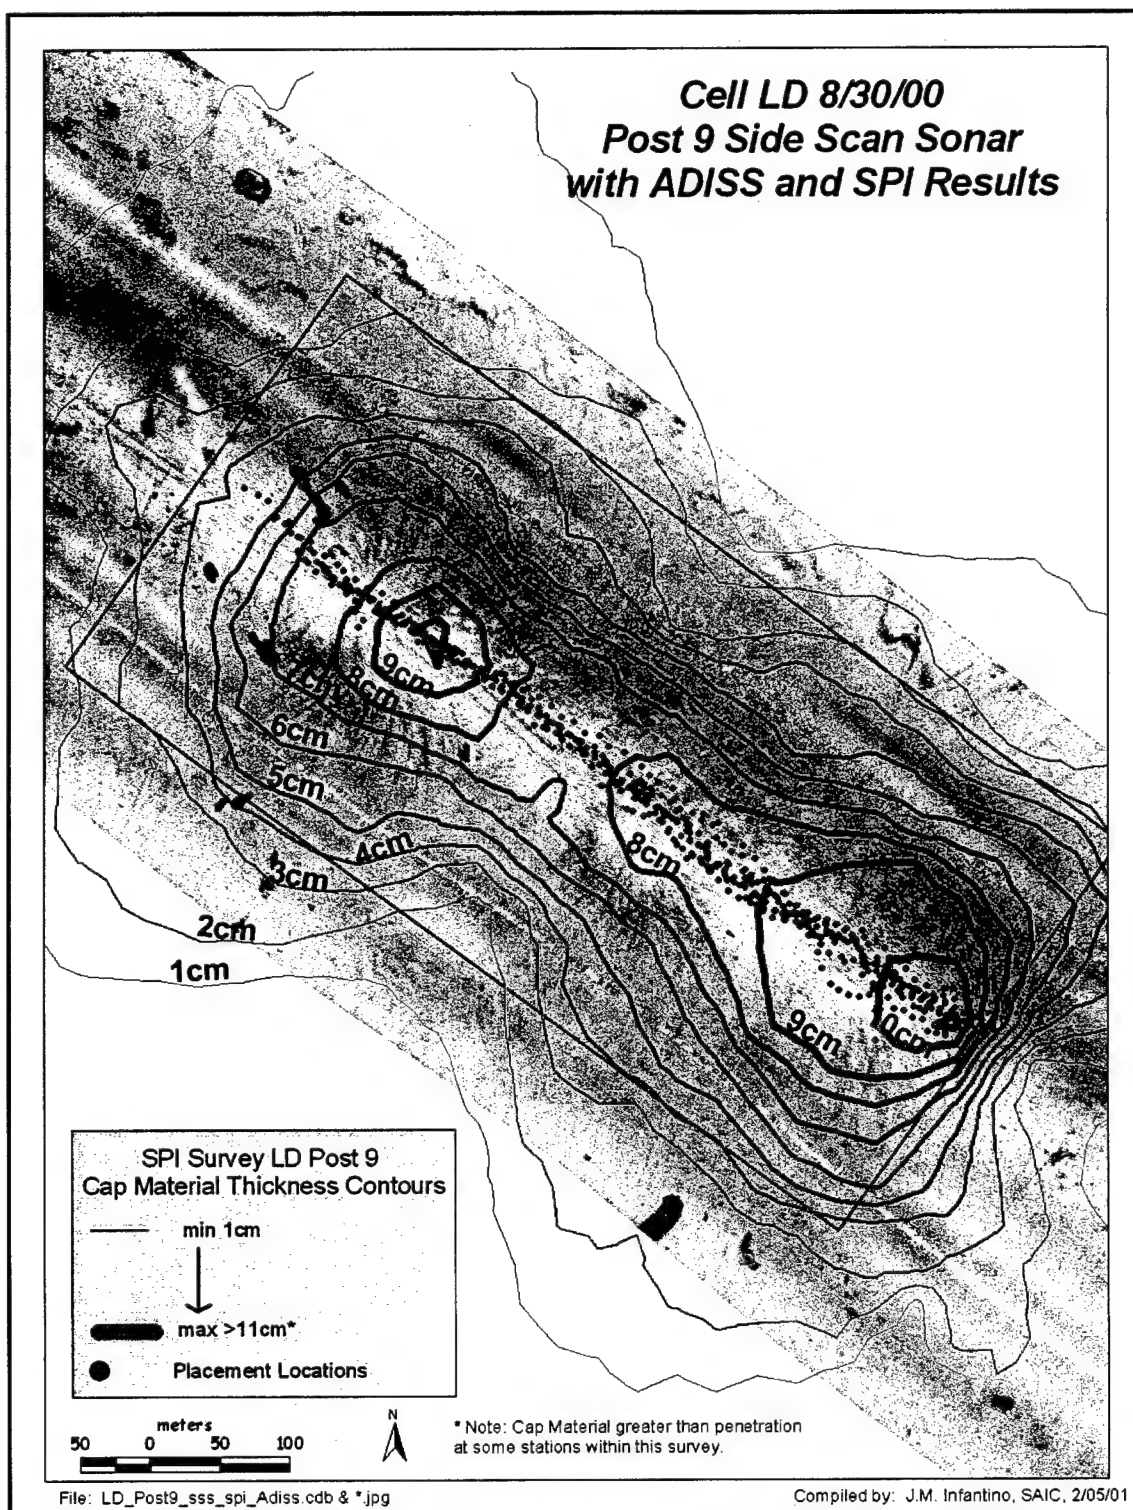 Cell LD 8/30/00
Post 9 Side Scan Sonar
with ADISS and SPI Results
9cm
8cm
7cm
6cm
5cm
4cm
3cm
2cm
1cm
8cm
9cm
0cm
SPI Survey LD Post 9
Cap Material Thickness Contours
min 1cm
max >11cm*
Placement Locations
meters
50 0 50 100
N
* Note: Cap Material greater than penetration
at some stations within this survey.
File: LD_Post9_sss_spi_Adiss.cdb & *.jpg
Compiled by: J.M. Infantino, SAIC, 2/05/01